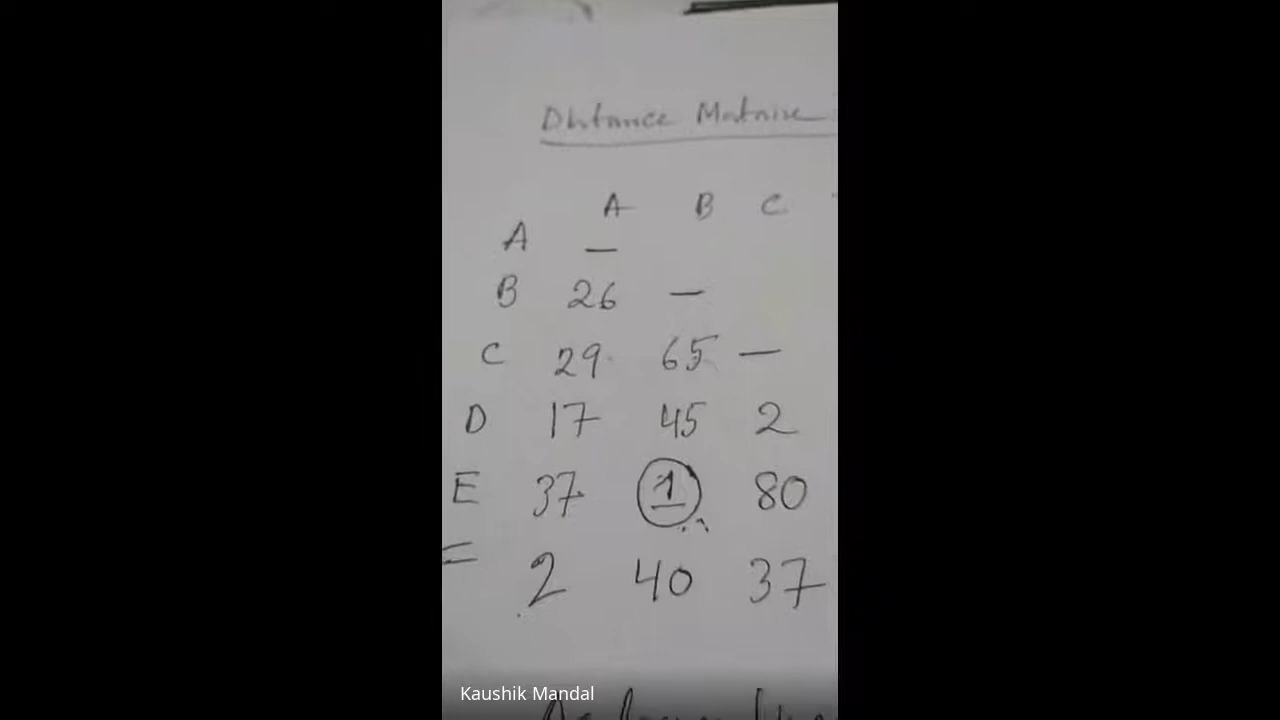 Distance Matrix
A B C
A —
B 26 —
C 29 65 —
D 17 45 2
E 37 1 80
2 40 37
Kaushik Mandal